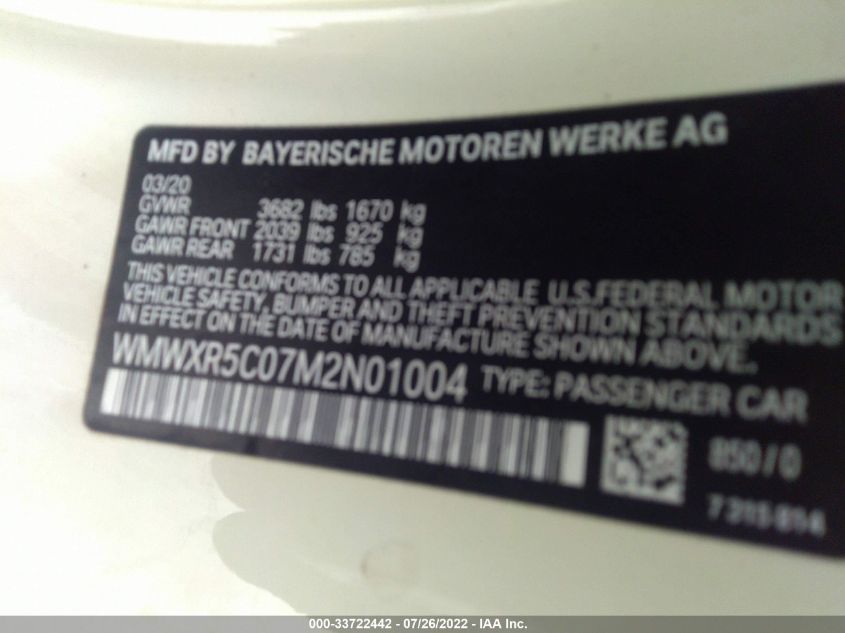 MFD BY BAYERISCHE MOTOREN WERKE AG
03/20
GVWR 3682 lbs 1670 kg
GAWR FRONT 2039 lbs 925 kg
GAWR REAR 1731 lbs 785 kg
THIS VEHICLE CONFORMS TO ALL APPLICABLE U.S.FEDERAL MOTOR
VEHICLE SAFETY, BUMPER AND THEFT PREVENTION STANDARDS
IN EFFECT ON THE DATE OF MANUFACTURE SHOWN ABOVE.
WMWXR5C07M2N01004 TYPE: PASSENGER CAR
850/0
7315814
000-33722442 - 07/26/2022 - IAA Inc.